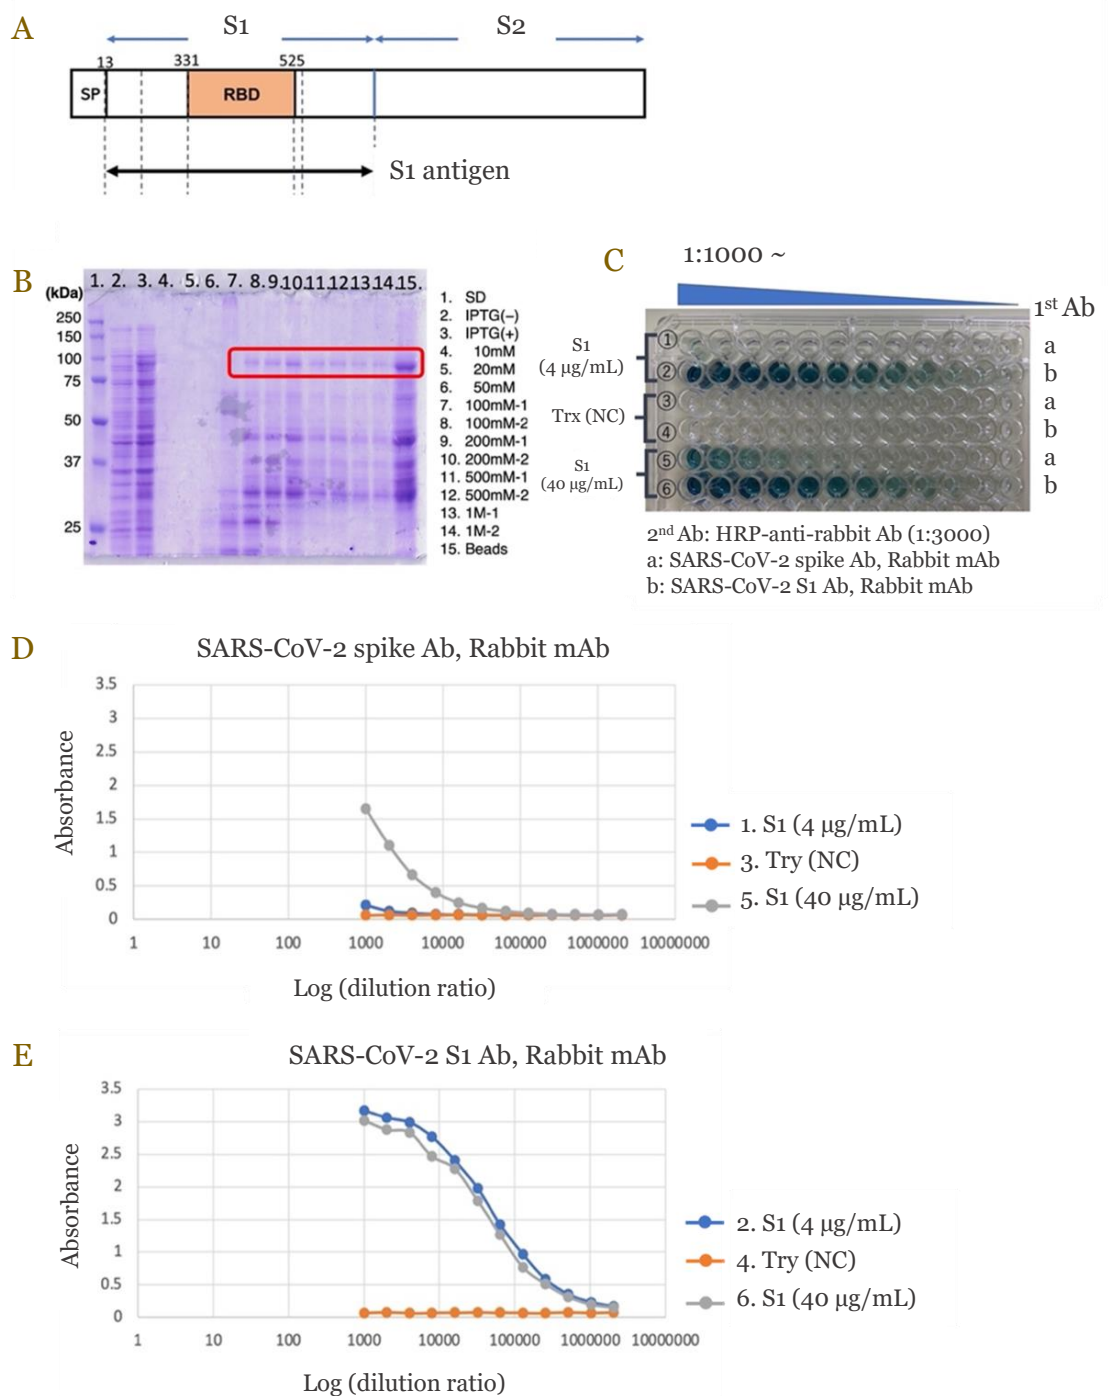 A
S1
S2
13
331
525
SP
RBD
S1 antigen
B
(kDa)
250
150
100
75
50
37
25
1. 2. 3. 4. 5. 6. 7. 8. 9. 10. 11. 12. 13. 14. 15.
1. SD
2. IPTG(−)
3. IPTG(+)
4. 10mM
5. 20mM
6. 50mM
7. 100mM-1
8. 100mM-2
9. 200mM-1
10. 200mM-2
11. 500mM-1
12. 500mM-2
13. 1M-1
14. 1M-2
15. Beads
C
1:1000 ~
1st Ab
S1
(4 µg/mL)
Trx (NC)
S1
(40 µg/mL)
① a
② b
③ a
④ b
⑤ a
⑥ b
2nd Ab: HRP-anti-rabbit Ab (1:3000)
a: SARS-CoV-2 spike Ab, Rabbit mAb
b: SARS-CoV-2 S1 Ab, Rabbit mAb
D
SARS-CoV-2 spike Ab, Rabbit mAb
Absorbance
3.5
3
2.5
2
1.5
1
0.5
0
1 10 100 1000 10000 100000 1000000 10000000
Log (dilution ratio)
1. S1 (4 µg/mL)
3. Try (NC)
5. S1 (40 µg/mL)
E
SARS-CoV-2 S1 Ab, Rabbit mAb
Absorbance
3.5
3
2.5
2
1.5
1
0.5
0
1 10 100 1000 10000 100000 1000000 10000000
Log (dilution ratio)
2. S1 (4 µg/mL)
4. Try (NC)
6. S1 (40 µg/mL)